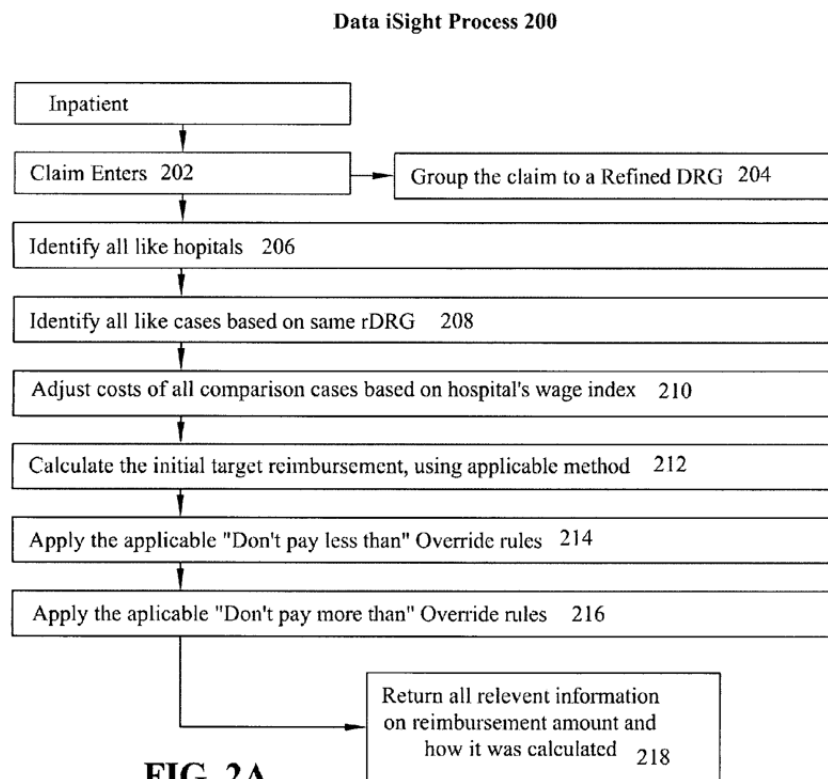 Data iSight Process 200
Inpatient
Claim Enters 202
Group the claim to a Refined DRG 204
Identify all like hopitals 206
Identify all like cases based on same rDRG 208
Adjust costs of all comparison cases based on hospital's wage index 210
Calculate the initial target reimbursement, using applicable method 212
Apply the applicable "Don't pay less than" Override rules 214
Apply the aplicable "Don't pay more than" Override rules 216
Return all relevent information
on reimbursement amount and
how it was calculated 218
FIG. 2A